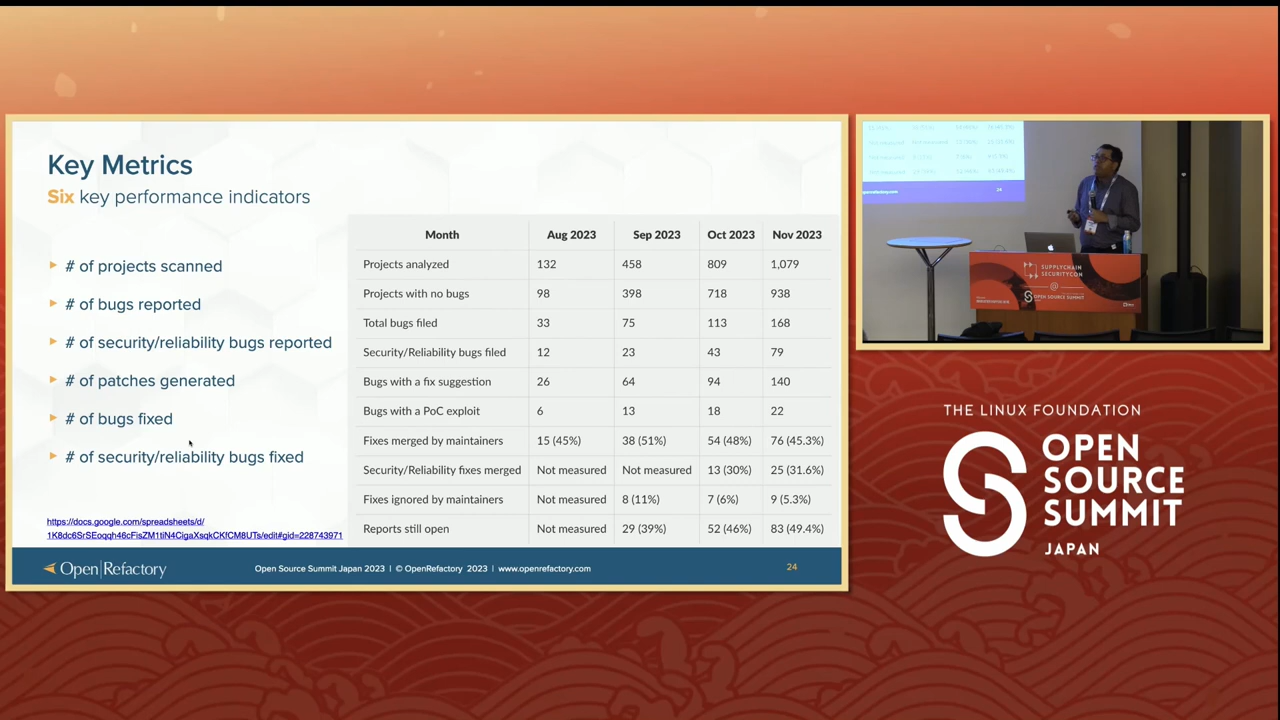 Key Metrics
Six key performance indicators
# of projects scanned
# of bugs reported
# of security/reliability bugs reported
# of patches generated
# of bugs fixed
# of security/reliability bugs fixed
https://docs.google.com/spreadsheets/d/
1K8dc6SrSEoqqh46cFisZM1tiN4CigaXsqkCKfCM8UTs/edit#gid=228743971
Month Aug 2023 Sep 2023 Oct 2023 Nov 2023
Projects analyzed 132 458 809 1,079
Projects with no bugs 98 398 718 938
Total bugs filed 33 75 113 168
Security/Reliability bugs filed 12 23 43 79
Bugs with a fix suggestion 26 64 94 140
Bugs with a PoC exploit 6 13 18 22
Fixes merged by maintainers 15 (45%) 38 (51%) 54 (48%) 76 (45.3%)
Security/Reliability fixes merged Not measured Not measured 13 (30%) 25 (31.6%)
Fixes ignored by maintainers Not measured 8 (11%) 7 (6%) 9 (5.3%)
Reports still open Not measured 29 (39%) 52 (46%) 83 (49.4%)
Open|Refactory
Open Source Summit Japan 2023 | © OpenRefactory 2023 | www.openrefactory.com
24
24
SUPPLYCHAIN
SECURITYCON
@
OPEN SOURCE SUMMIT
THE LINUX FOUNDATION
OPEN
SOURCE
SUMMIT
JAPAN